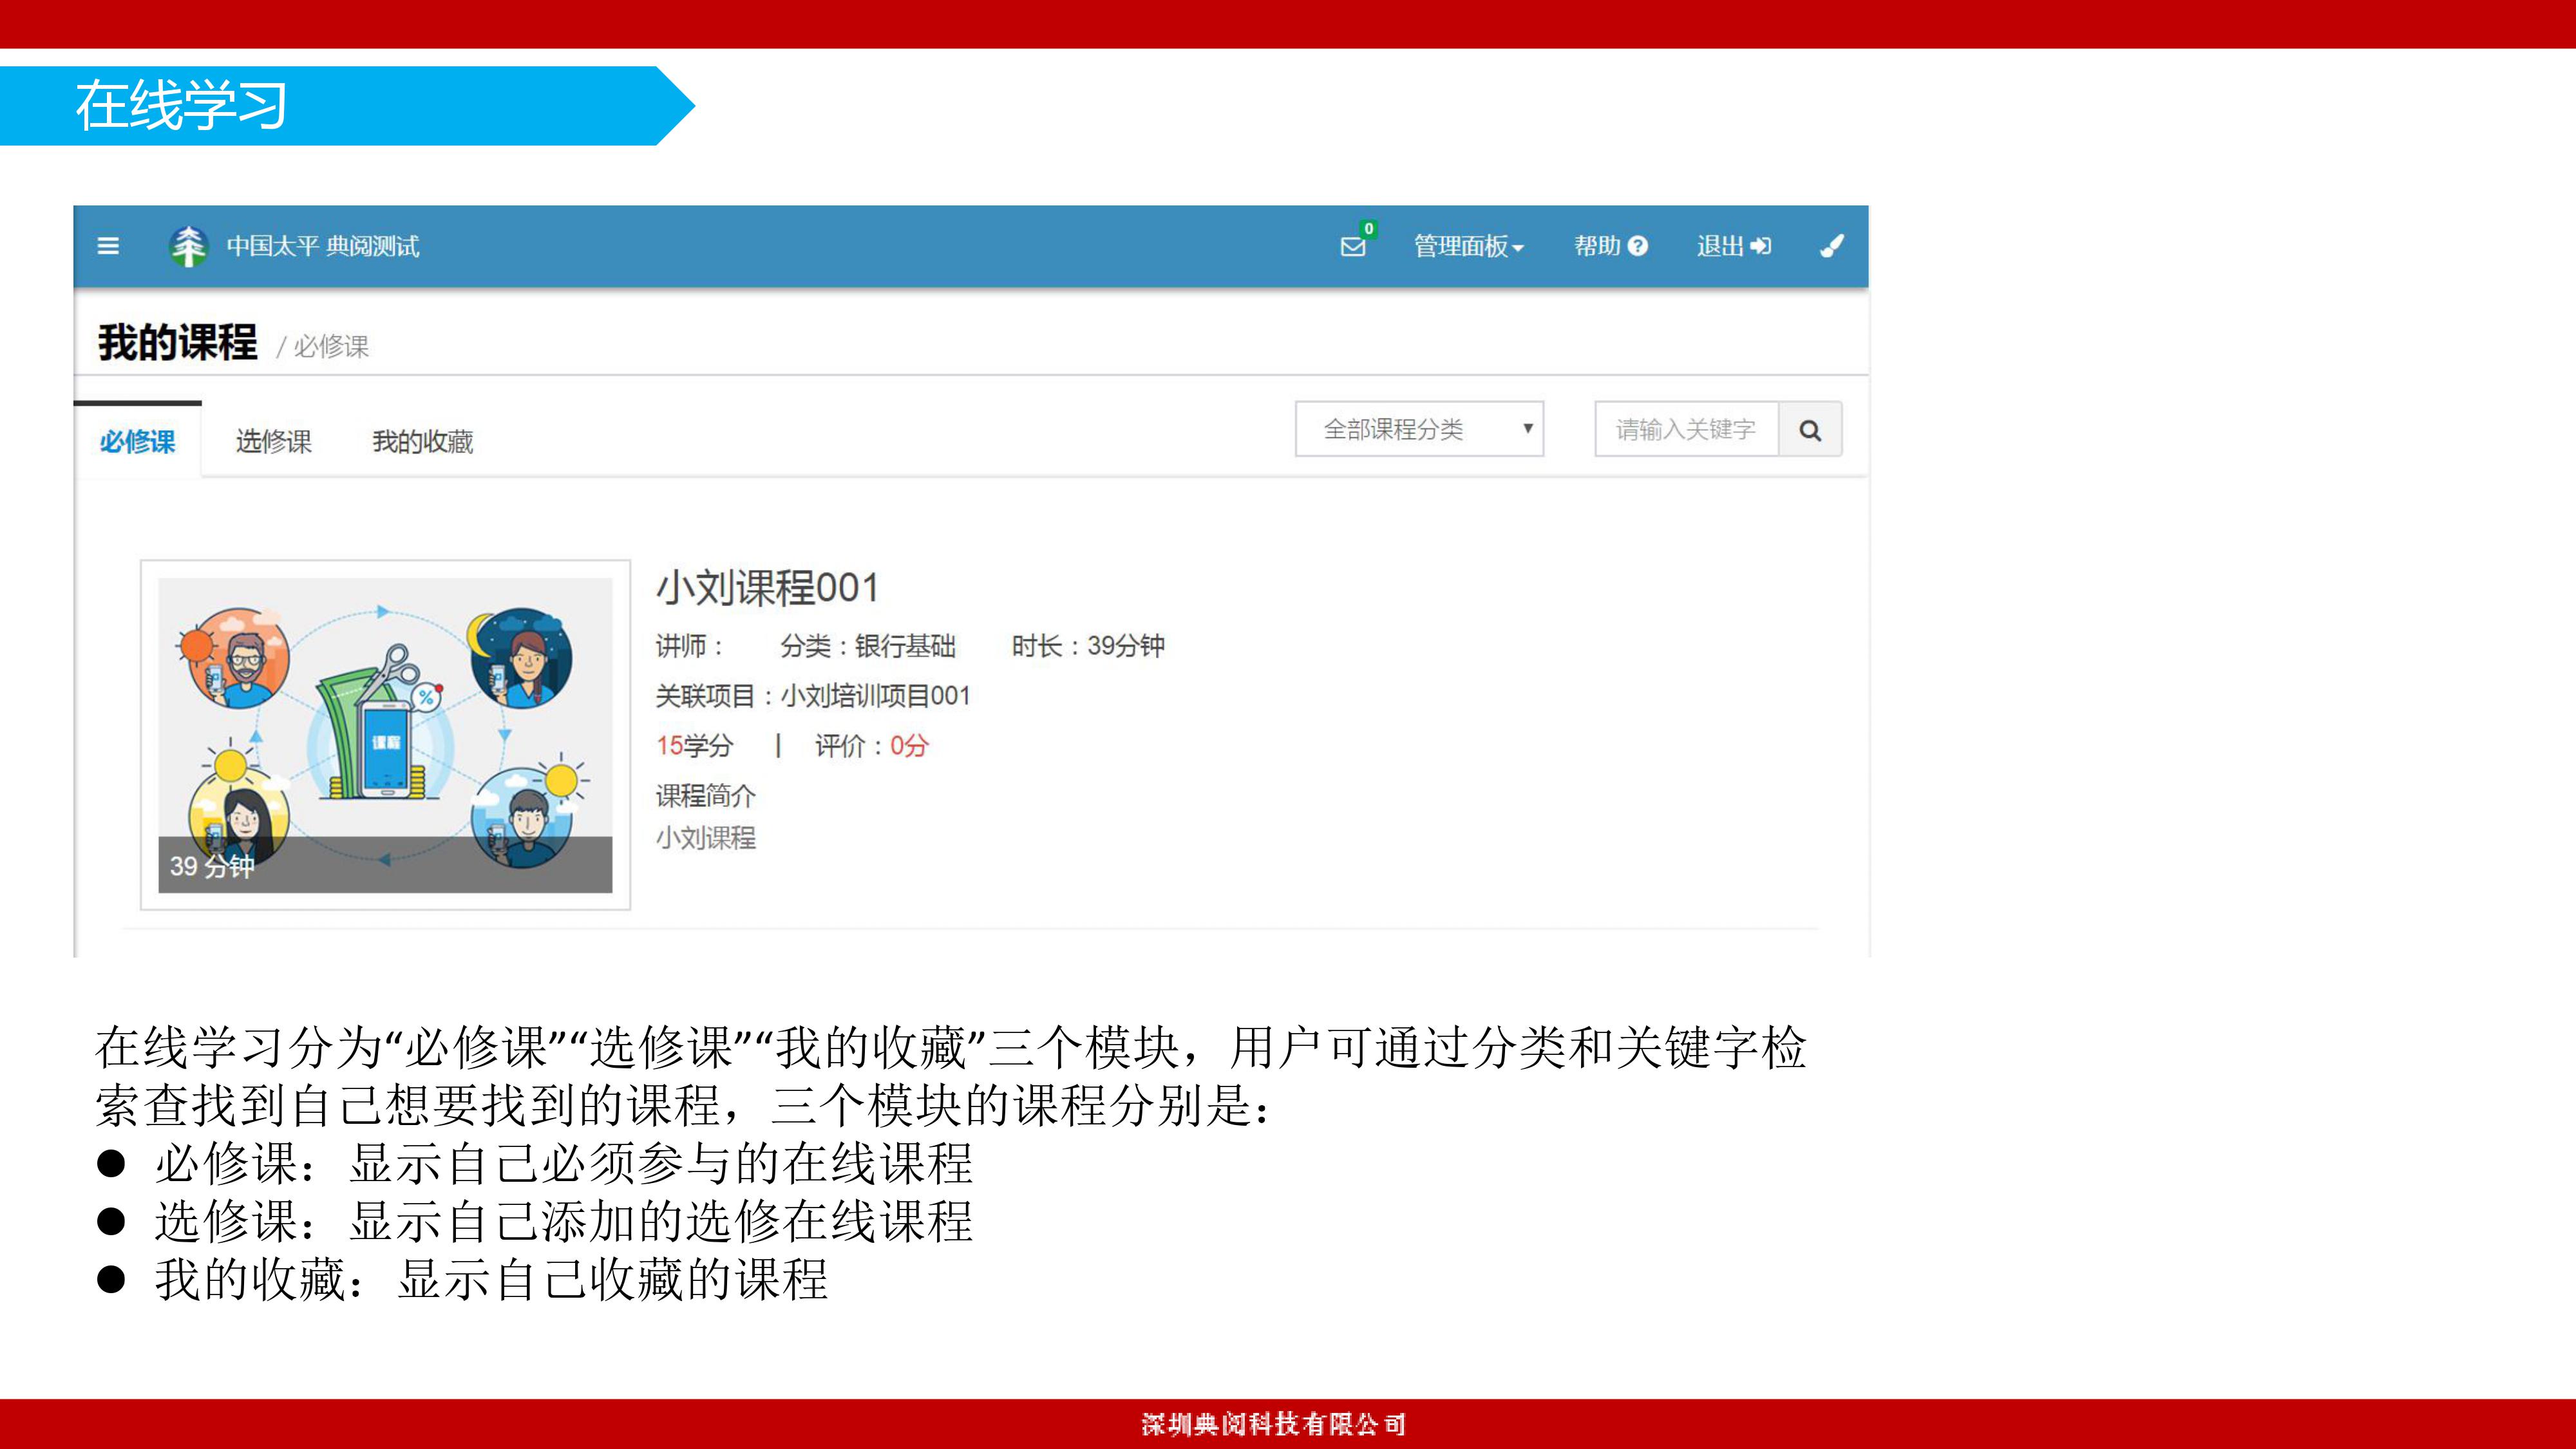 在线学习
中国太平 典阅测试
0
管理面板
帮助
退出
我的课程 / 必修课
必修课 选修课 我的收藏
全部课程分类
请输入关键字
课程
39 分钟
小刘课程001
讲师： 分类：银行基础 时长：39分钟
关联项目：小刘培训项目001
15学分 | 评价：0分
课程简介
小刘课程
在线学习分为“必修课”“选修课”“我的收藏”三个模块，用户可通过分类和关键字检
索查找到自己想要找到的课程，三个模块的课程分别是：
● 必修课：显示自己必须参与的在线课程
● 选修课：显示自己添加的选修在线课程
● 我的收藏：显示自己收藏的课程
深圳典阅科技有限公司